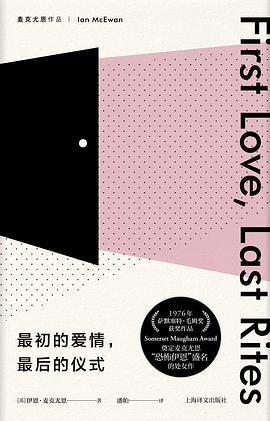 麦克尤恩作品 | Ian McEwan
First Love, Last Rites
1976年
萨默塞特·毛姆奖
获奖作品
Somerset Maugham Award
奠定麦克尤恩
“恐怖伊恩”盛名
的处女作
最初的爱情,
最后的仪式
[英]伊恩·麦克尤恩——著 潘帕——译 上海译文出版社